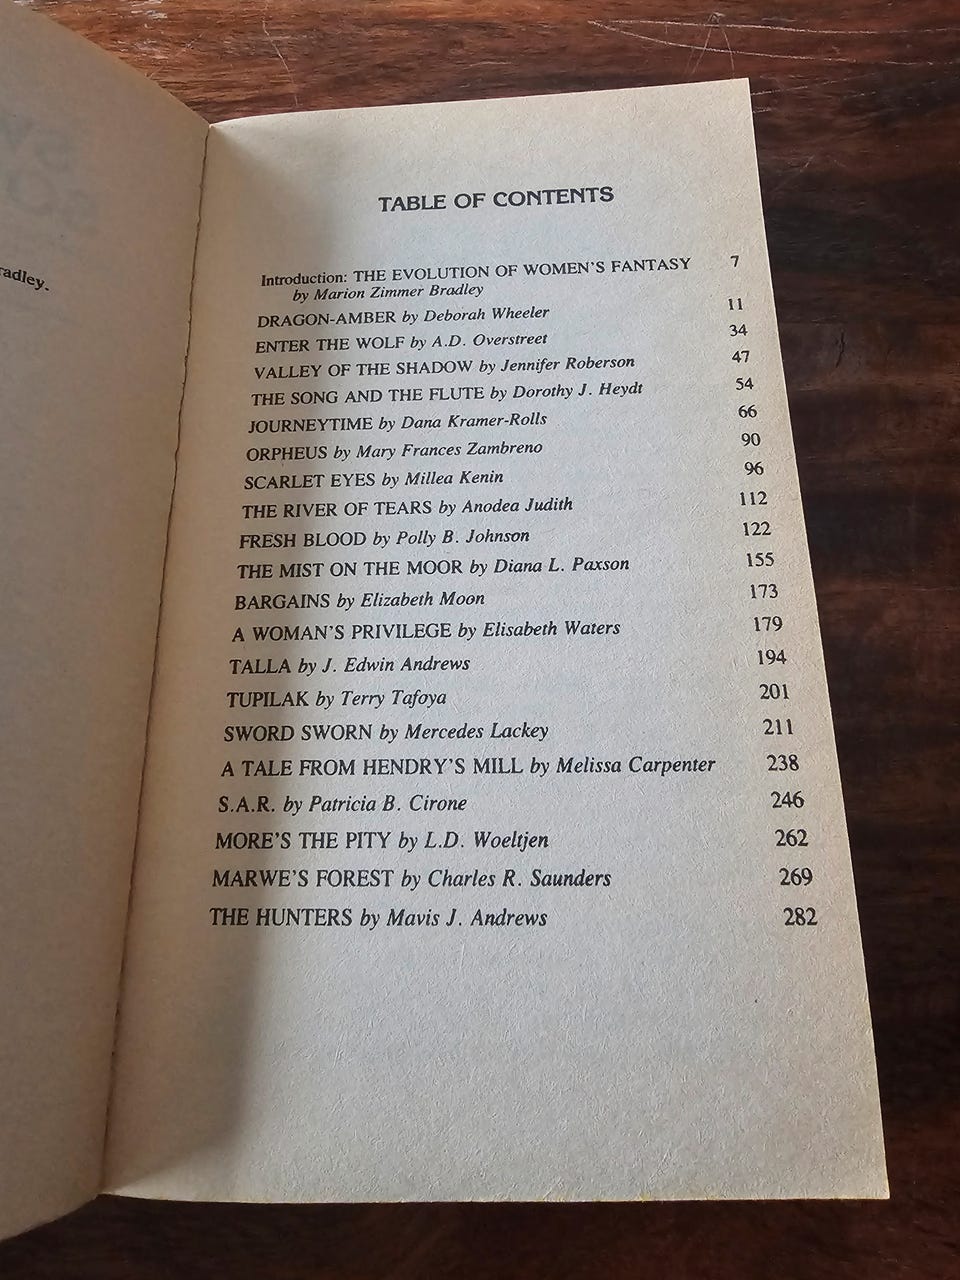 radley.
TABLE OF CONTENTS
Introduction: THE EVOLUTION OF WOMEN'S FANTASY 7
by Marion Zimmer Bradley
DRAGON-AMBER by Deborah Wheeler 11
ENTER THE WOLF by A.D. Overstreet 34
VALLEY OF THE SHADOW by Jennifer Roberson 47
THE SONG AND THE FLUTE by Dorothy J. Heydt 54
JOURNEYTIME by Dana Kramer-Rolls 66
ORPHEUS by Mary Frances Zambreno 90
SCARLET EYES by Millea Kenin 96
THE RIVER OF TEARS by Anodea Judith 112
FRESH BLOOD by Polly B. Johnson 122
THE MIST ON THE MOOR by Diana L. Paxson 155
BARGAINS by Elizabeth Moon 173
A WOMAN'S PRIVILEGE by Elisabeth Waters 179
TALLA by J. Edwin Andrews 194
TUPILAK by Terry Tafoya 201
SWORD SWORN by Mercedes Lackey 211
A TALE FROM HENDRY'S MILL by Melissa Carpenter 238
S.A.R. by Patricia B. Cirone 246
MORE'S THE PITY by L.D. Woeltjen 262
MARWE'S FOREST by Charles R. Saunders 269
THE HUNTERS by Mavis J. Andrews 282